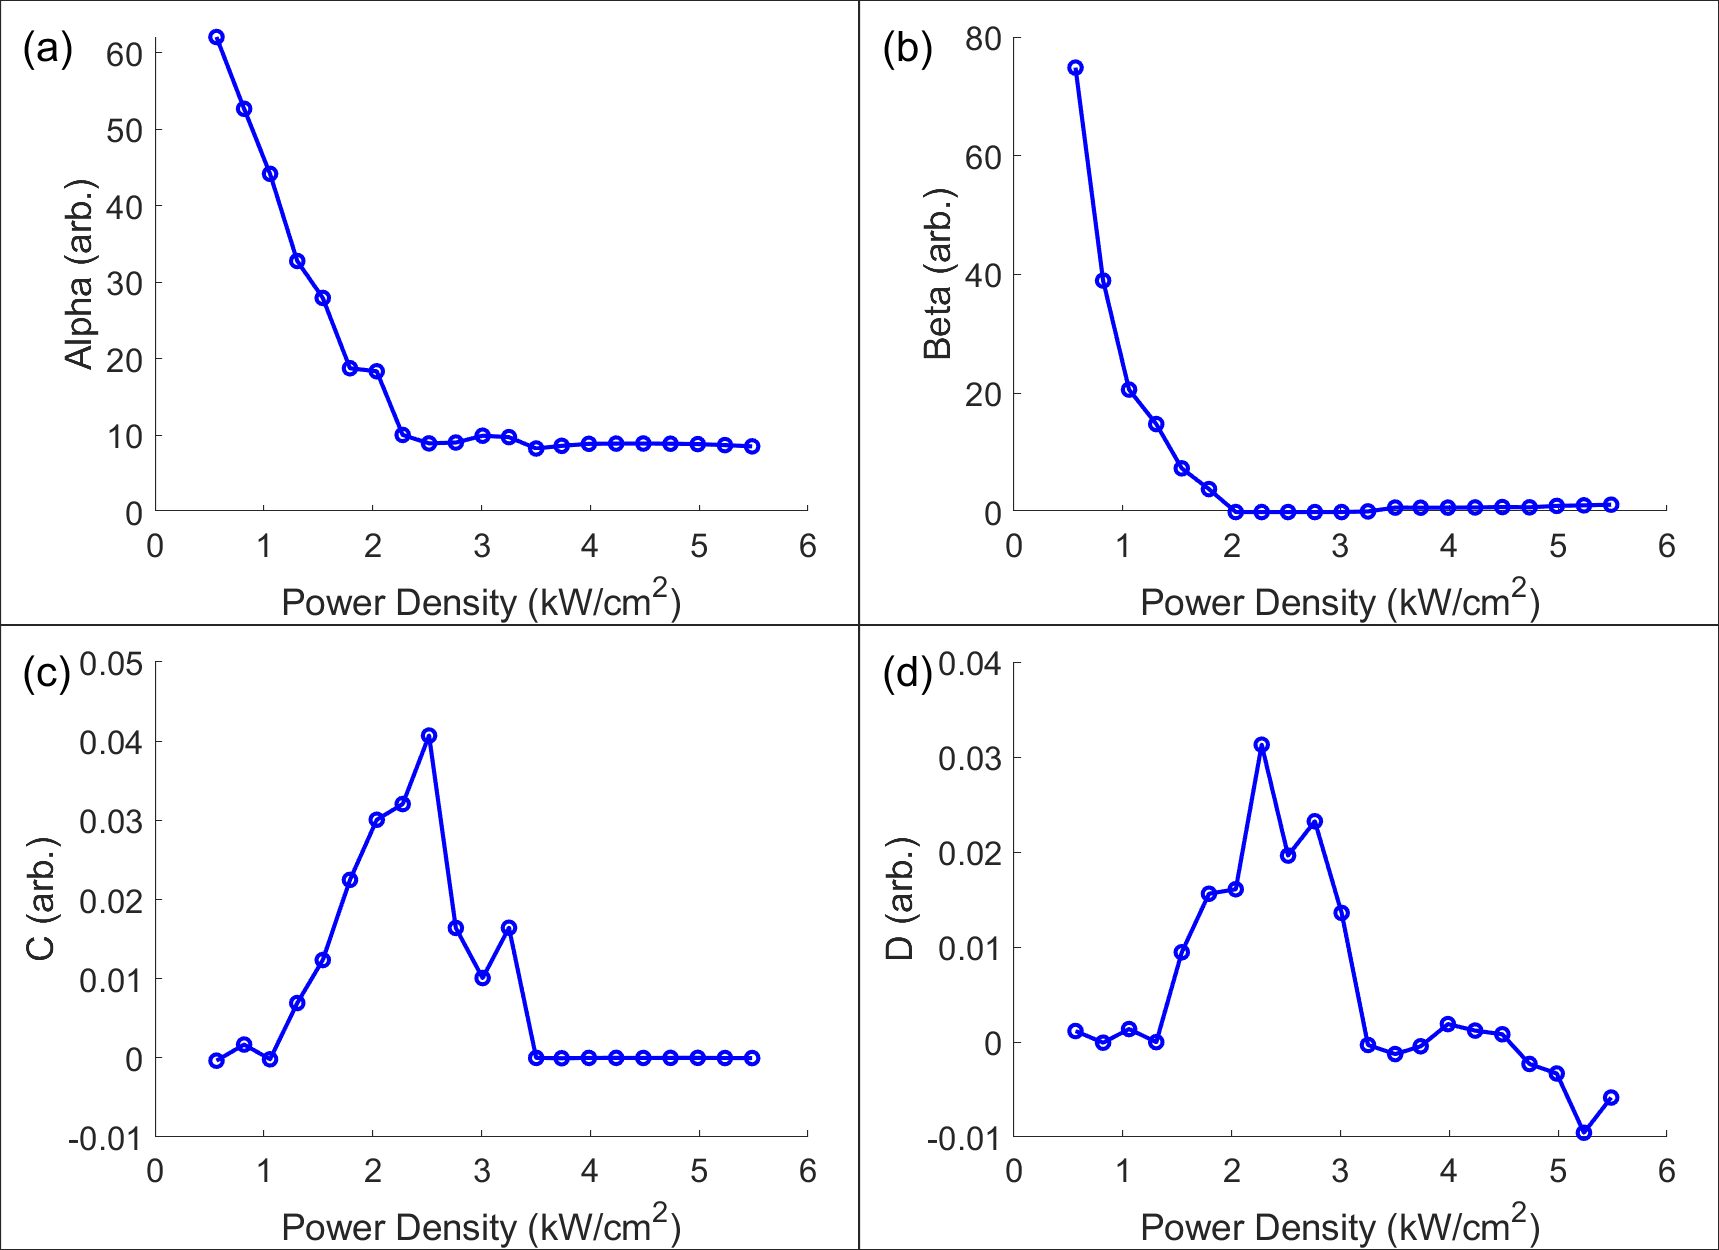 (a)
60
50
40
30
20
10
0
Alpha (arb.)
0 1 2 3 4 5 6
Power Density (kW/cm²)
(b)
80
60
40
20
0
Beta (arb.)
0 1 2 3 4 5 6
Power Density (kW/cm²)
(c)
0.05
0.04
0.03
0.02
0.01
0
-0.01
C (arb.)
0 1 2 3 4 5 6
Power Density (kW/cm²)
(d)
0.04
0.03
0.02
0.01
0
-0.01
D (arb.)
0 1 2 3 4 5 6
Power Density (kW/cm²)